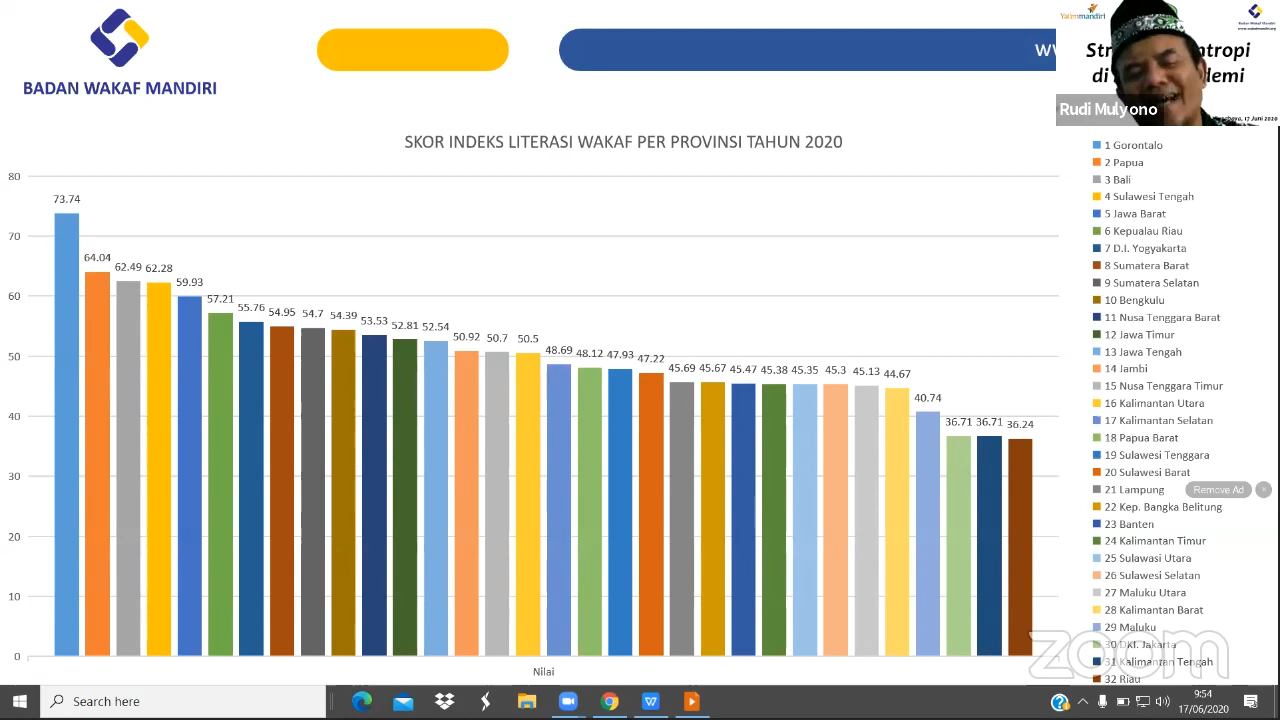 BADAN WAKAF MANDIRI
Yatimmandiri
Badan Wakaf Mandiri
Rudi Mulyono
17 Juni 2020
SKOR INDEKS LITERASI WAKAF PER PROVINSI TAHUN 2020
80
70
60
50
40
30
20
10
0
73.74
64.04
62.49
62.28
59.93
57.21
55.76
54.95
54.7
54.39
53.53
52.81
52.54
50.92
50.7
50.5
48.69
48.12
47.93
47.22
45.69
45.67
45.47
45.38
45.35
45.3
45.13
44.67
40.74
36.71
36.71
36.24
Nilai
1 Gorontalo
2 Papua
3 Bali
4 Sulawesi Tengah
5 Jawa Barat
6 Kepualau Riau
7 D.I. Yogyakarta
8 Sumatera Barat
9 Sumatera Selatan
10 Bengkulu
11 Nusa Tenggara Barat
12 Jawa Timur
13 Jawa Tengah
14 Jambi
15 Nusa Tenggara Timur
16 Kalimantan Utara
17 Kalimantan Selatan
18 Papua Barat
19 Sulawesi Tenggara
20 Sulawesi Barat
21 Lampung
Remove Ad
22 Kep. Bangka Belitung
23 Banten
24 Kalimantan Timur
25 Sulawasi Utara
26 Sulawesi Selatan
27 Maluku Utara
28 Kalimantan Barat
29 Maluku
30 DKI. Jakarta
31 Kalimantan Tengah
32 Riau
zoom
Search here
9:54
17/06/2020